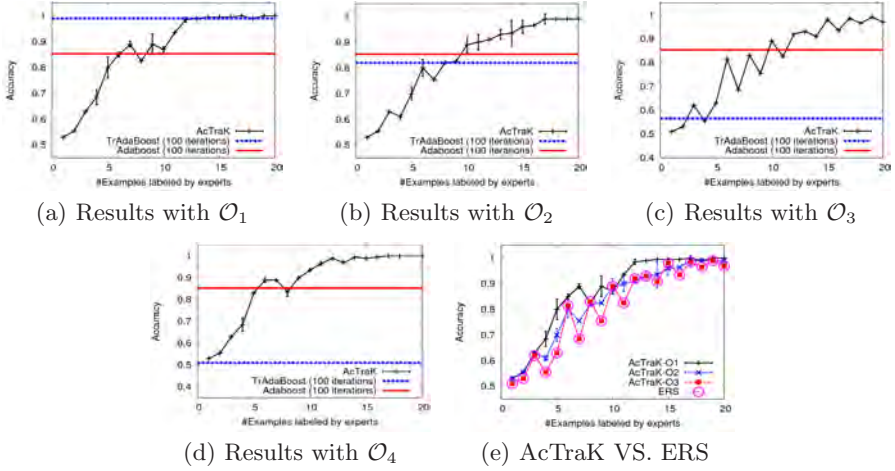 1
0.9
0.8
0.7
0.6
0.5
Accuracy
AcTraK
TrAdaBoost (100 iterations)
Adaboost (100 iterations)
0 5 10 15 20
#Examples labeled by experts
(a) Results with 𝒪₁
1
0.9
0.8
0.7
0.6
0.5
Accuracy
AcTraK
TrAdaBoost (100 iterations)
Adaboost (100 iterations)
0 5 10 15 20
#Examples labeled by experts
(b) Results with 𝒪₂
1
0.9
0.8
0.7
0.6
0.5
0.4
Accuracy
AcTraK
TrAdaBoost (100 iterations)
Adaboost (100 iterations)
0 5 10 15 20
#Examples labeled by experts
(c) Results with 𝒪₃
1
0.9
0.8
0.7
0.6
0.5
0.4
Accuracy
AcTraK
TrAdaBoost (100 iterations)
Adaboost (100 iterations)
0 5 10 15 20
#Examples labeled by experts
(d) Results with 𝒪₄
1
0.9
0.8
0.7
0.6
0.5
Accuracy
AcTraK-O1
AcTraK-O2
AcTraK-O3
ERS
0 5 10 15 20
#Examples labeled by experts
(e) AcTraK VS. ERS